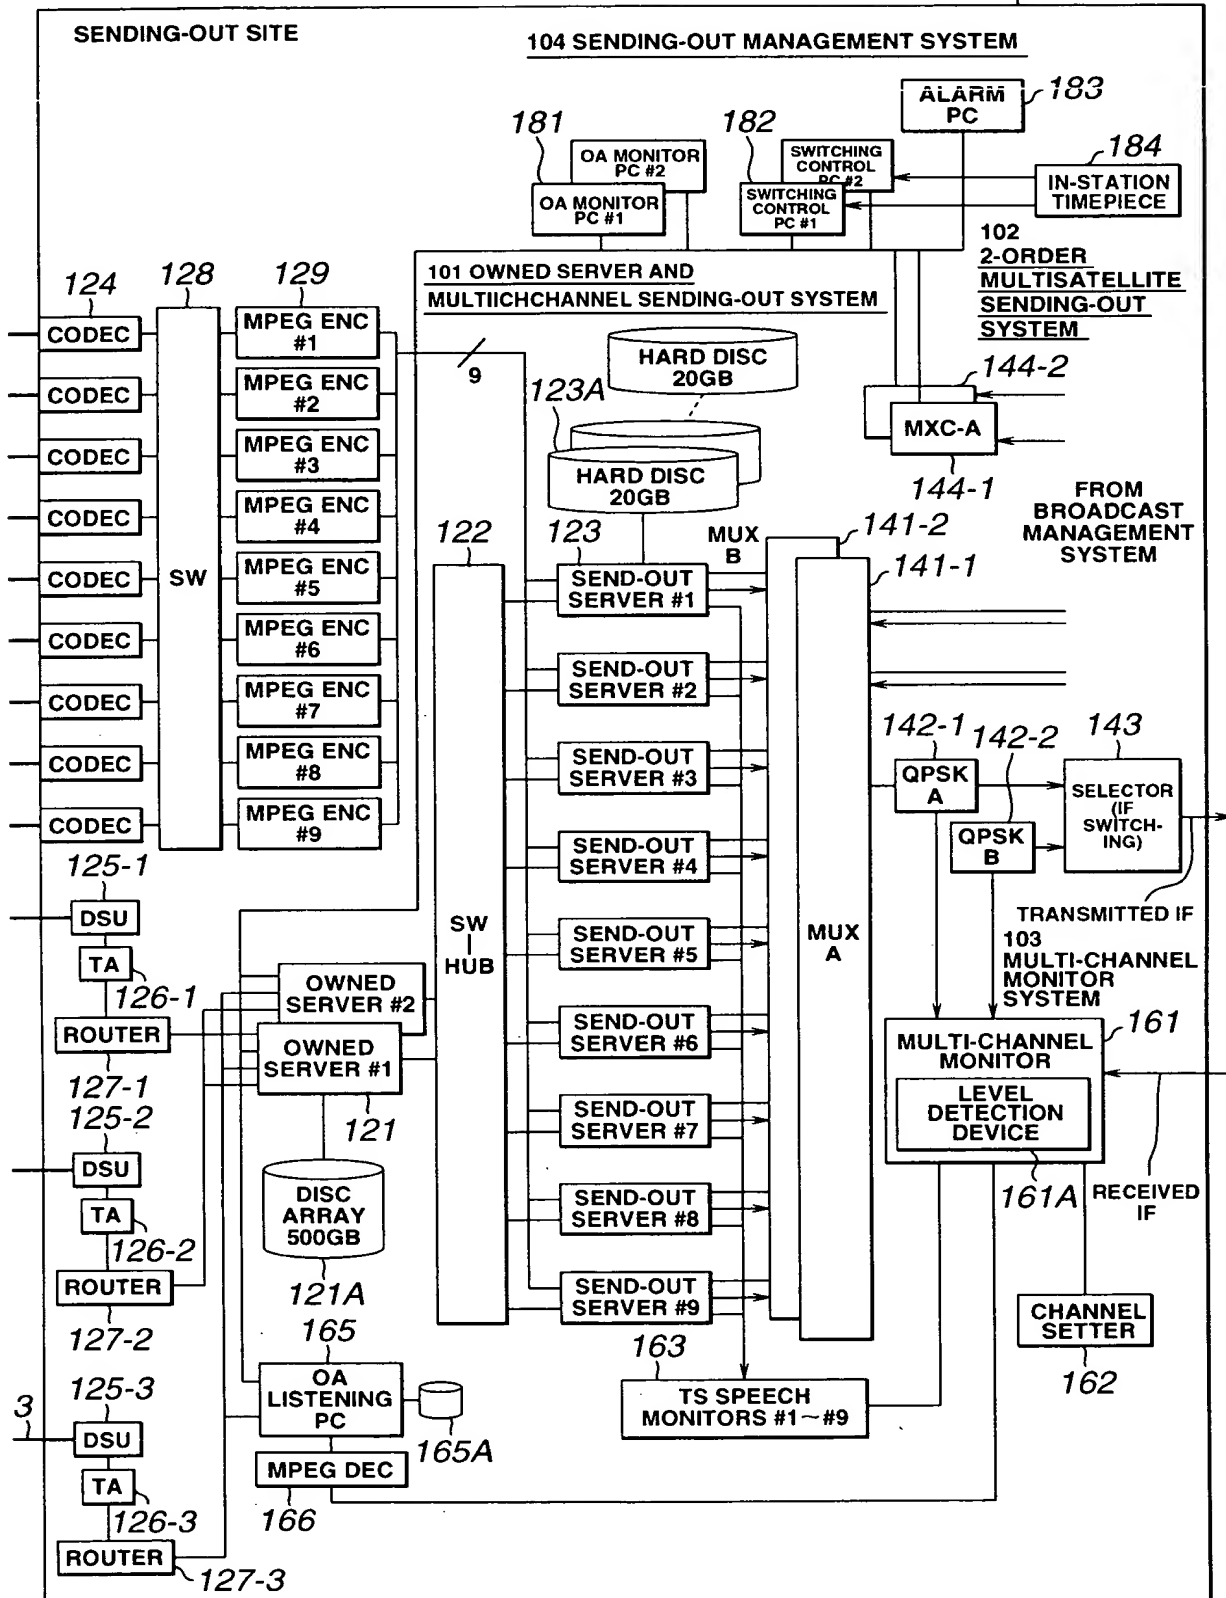 SENDING-OUT SITE
104 SENDING-OUT MANAGEMENT SYSTEM
ALARM
PC
183
181
OA MONITOR
PC #2
OA MONITOR
PC #1
182
SWITCHING
CONTROL
PC #2
SWITCHING
CONTROL
PC #1
184
IN-STATION
TIMEPIECE
102
2-ORDER
MULTISATELLITE
SENDING-OUT
SYSTEM
101 OWNED SERVER AND
MULTIICHCHANNEL SENDING-OUT SYSTEM
124
128
129
CODEC
CODEC
CODEC
CODEC
CODEC
CODEC
CODEC
CODEC
CODEC
SW
MPEG ENC
#1
MPEG ENC
#2
MPEG ENC
#3
MPEG ENC
#4
MPEG ENC
#5
MPEG ENC
#6
MPEG ENC
#7
MPEG ENC
#8
MPEG ENC
#9
9
HARD DISC
20GB
123A
HARD DISC
20GB
144-2
MXC-A
144-1
FROM
BROADCAST
MANAGEMENT
SYSTEM
122
123
MUX
B
141-2
141-1
SW
HUB
SEND-OUT
SERVER #1
SEND-OUT
SERVER #2
SEND-OUT
SERVER #3
SEND-OUT
SERVER #4
SEND-OUT
SERVER #5
SEND-OUT
SERVER #6
SEND-OUT
SERVER #7
SEND-OUT
SERVER #8
SEND-OUT
SERVER #9
MUX
A
142-1
142-2
143
QPSK
A
QPSK
B
SELECTOR
(IF
SWITCH-
ING)
TRANSMITTED IF
103
MULTI-CHANNEL
MONITOR
SYSTEM
161
MULTI-CHANNEL
MONITOR
LEVEL
DETECTION
DEVICE
161A
RECEIVED
IF
CHANNEL
SETTER
162
125-1
DSU
TA
126-1
ROUTER
127-1
125-2
DSU
TA
126-2
ROUTER
127-2
125-3
3
DSU
TA
126-3
ROUTER
127-3
OWNED
SERVER #2
OWNED
SERVER #1
121
DISC
ARRAY
500GB
121A
165
OA
LISTENING
PC
165A
MPEG DEC
166
163
TS SPEECH
MONITORS #1~#9